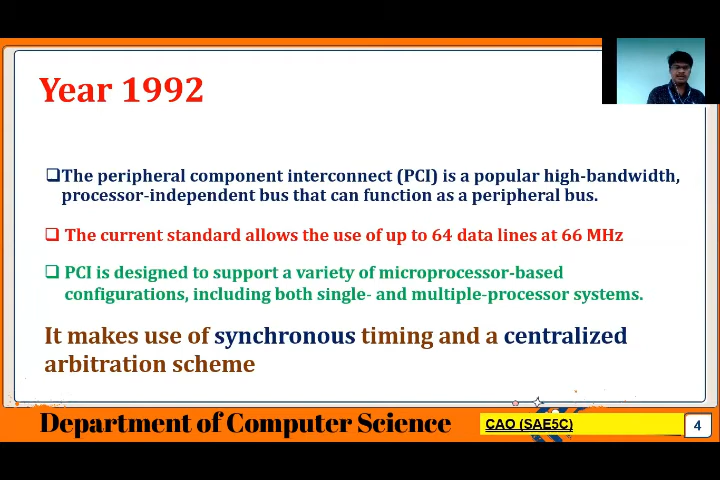 Year 1992
❑The peripheral component interconnect (PCI) is a popular high-bandwidth,
processor-independent bus that can function as a peripheral bus.
❑ The current standard allows the use of up to 64 data lines at 66 MHz
❑ PCI is designed to support a variety of microprocessor-based
configurations, including both single- and multiple-processor systems.
It makes use of synchronous timing and a centralized
arbitration scheme
Department of Computer Science
CAO (SAE5C)
4